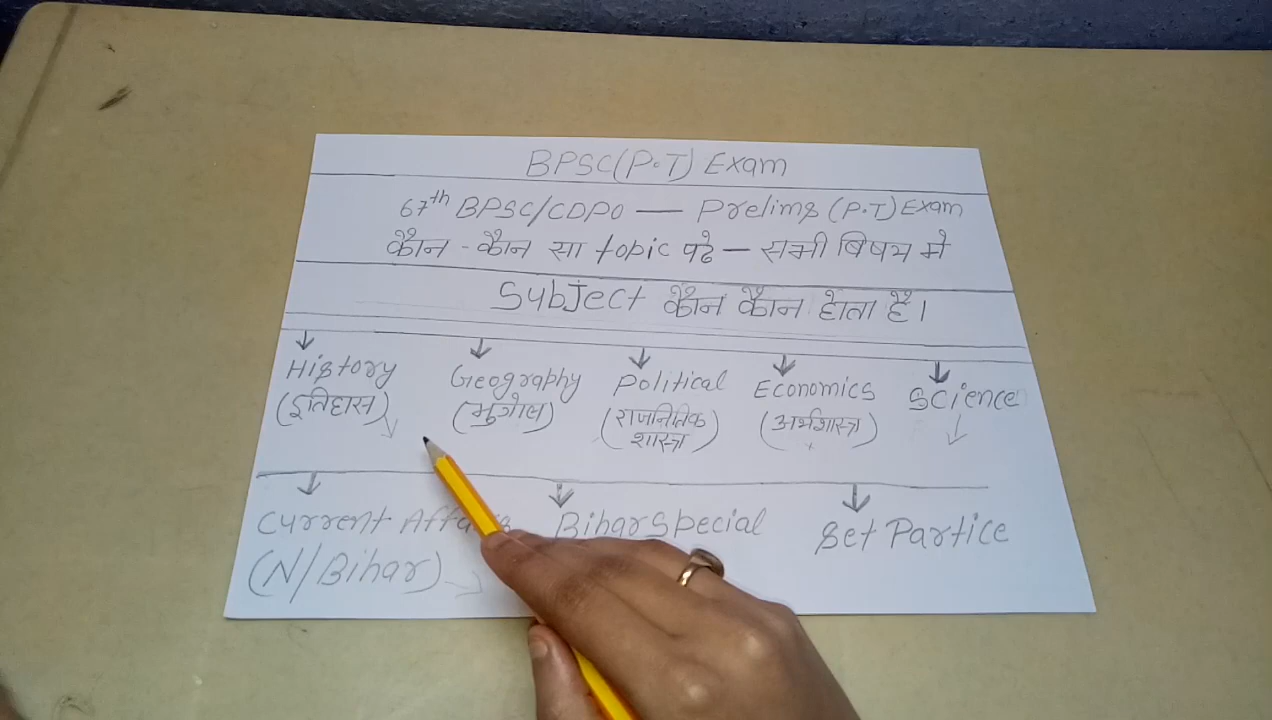 BPSC(P.T) Exam
67th BPSC/CDPO — Prelims (P.T) Exam
कौन - कौन सा topic पढे — सभी बिषय मे
Subject कौन कौन होता है।
History Geography Political Economics Science
(इतिहास) (भुगोल) (राजनितिक शास्त्र) (अर्थशास्त्र)
Current Affairs Bihar Special Set Partice
(N/Bihar)